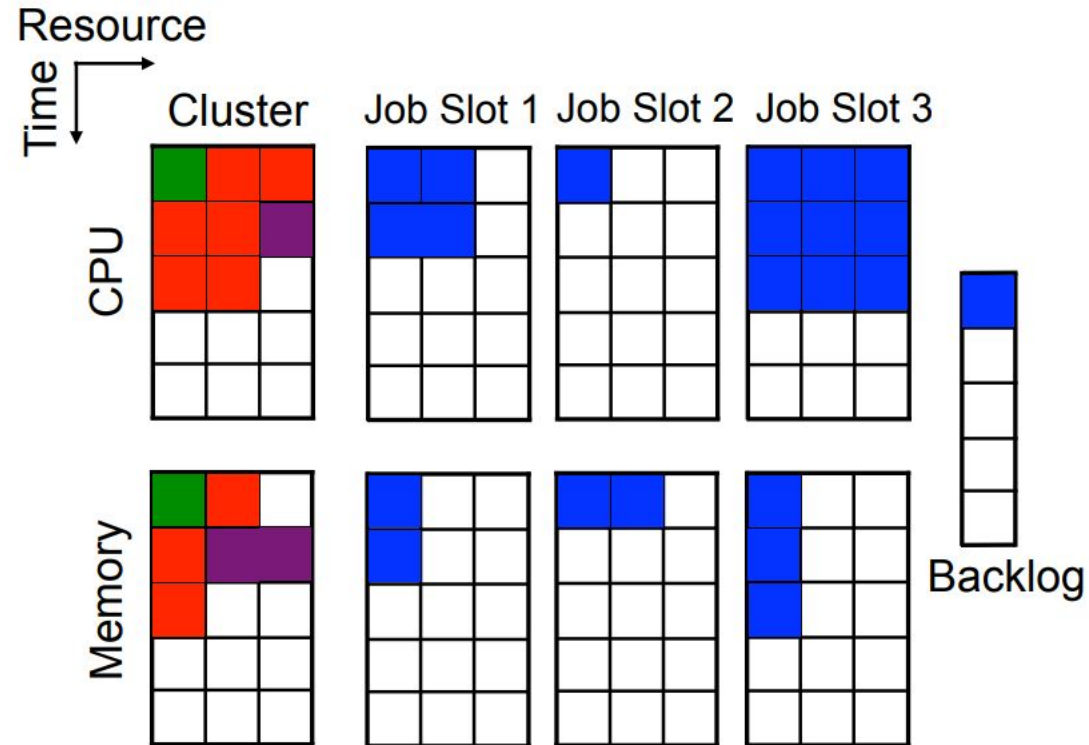 Resource
Time
Cluster
Job Slot 1
Job Slot 2
Job Slot 3
CPU
Memory
Backlog